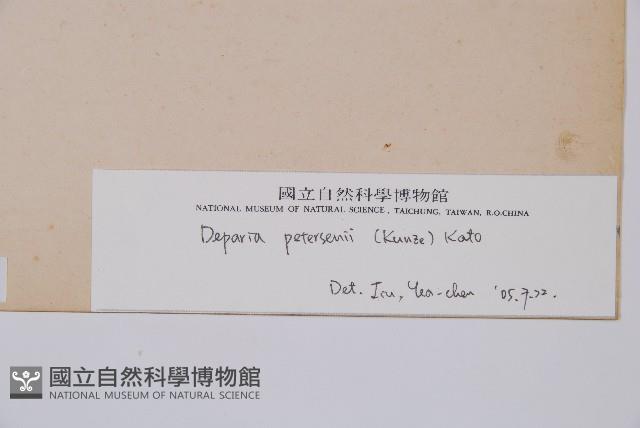 國立自然科學博物館
NATIONAL MUSEUM OF NATURAL SCIENCE, TAICHUNG, TAIWAN, R.O.CHINA
Deparia petersenii (Kunze) Kato
Det. Yea-chen '05.7.22.
國立自然科學博物館
NATIONAL MUSEUM OF NATURAL SCIENCE